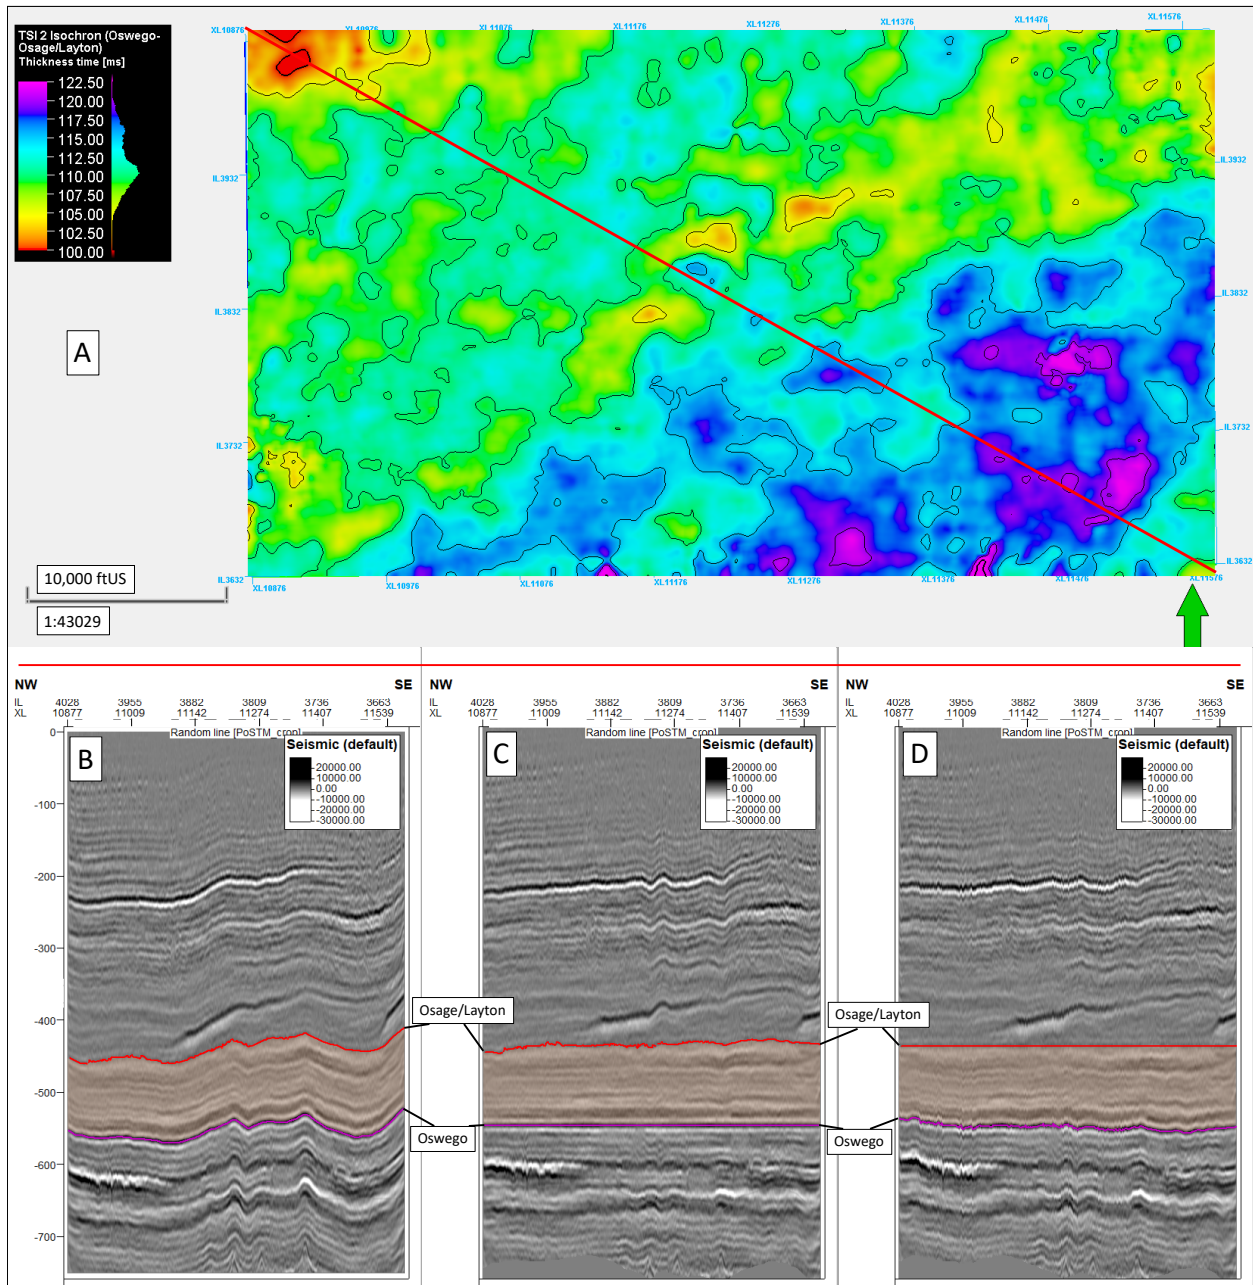 TSI 2 Isochron (Oswego-
Osage/Layton)
Thickness time [ms]
122.50
120.00
117.50
115.00
112.50
110.00
107.50
105.00
102.50
100.00
XL10876 XL10976 XL11076 XL11176 XL11276 XL11376 XL11476 XL11576
IL3932 IL3932
IL3832 IL3832
A
IL3732 IL3732
IL3632 IL3632
XL10876 XL10976 XL11076 XL11176 XL11276 XL11376 XL11476 XL11576
10,000 ftUS
1:43029
NW SE NW SE NW
IL 4028 3955 3882 3809 3736 3663 IL 4028 3955 3882 3809 3736 3663 IL 4028 3955 3882 3809 3736 3663
XL 10877 11009 11142 11274 11407 11539 XL 10877 11009 11142 11274 11407 11539 XL 10877 11009 11142 11274 11407 11539
Random line [PoSTM_crop] Random line [PoSTM_crop] Random line [PoSTM_crop]
B C D
Seismic (default) Seismic (default) Seismic (default)
20000.00 20000.00 20000.00
10000.00 10000.00 10000.00
0.00 0.00 0.00
-10000.00 -10000.00 -10000.00
-20000.00 -20000.00 -20000.00
-30000.00 -30000.00 -30000.00
0
-100
-200
-300
-400
-500
-600
-700
Osage/Layton Osage/Layton
Oswego Oswego